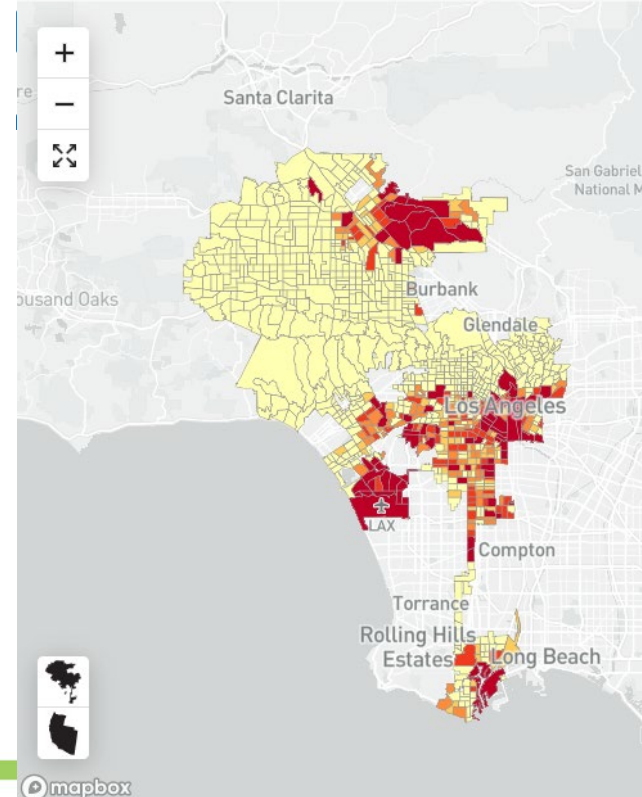 +
−
re
Santa Clarita
San Gabriel
National M
ousand Oaks
Burbank
Glendale
Los Angeles
LAX
Compton
Torrance
Rolling Hills
Estates
Long Beach
mapbox